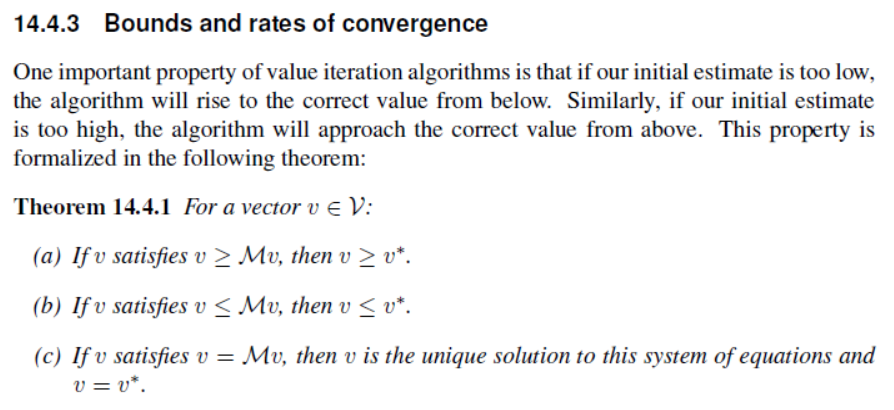 14.4.3 Bounds and rates of convergence
One important property of value iteration algorithms is that if our initial estimate is too low,
the algorithm will rise to the correct value from below. Similarly, if our initial estimate
is too high, the algorithm will approach the correct value from above. This property is
formalized in the following theorem:
Theorem 14.4.1 For a vector v ∈ 𝒱:
(a) If v satisfies v ≥ ℳv, then v ≥ v*.
(b) If v satisfies v ≤ ℳv, then v ≤ v*.
(c) If v satisfies v = ℳv, then v is the unique solution to this system of equations and
v = v*.